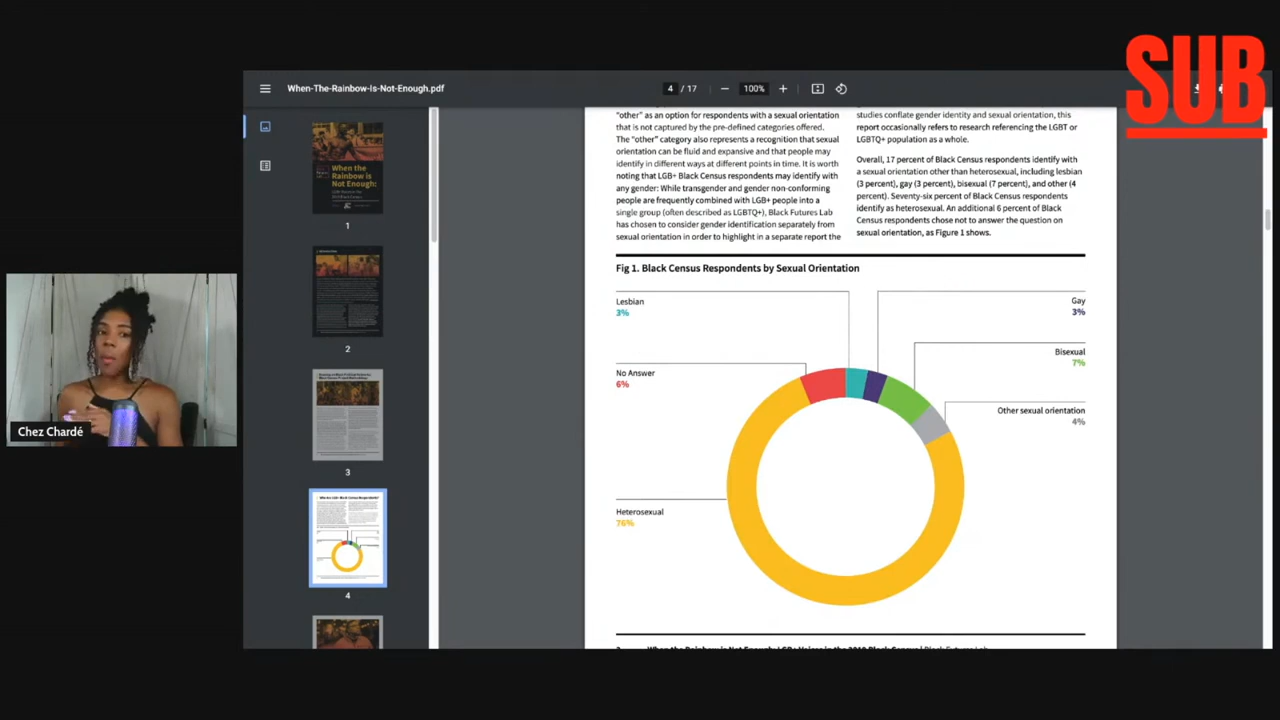 SUB
When-The-Rainbow-Is-Not-Enough.pdf
4 / 17
100%
"other" as an option for respondents with a sexual orientation
that is not captured by the pre-defined categories offered.
The "other" category also represents a recognition that sexual
orientation can be fluid and expansive and that people may
identify in different ways at different points in time. It is worth
noting that LGB+ Black Census respondents may identify with
any gender: While transgender and gender non-conforming
people are frequently combined with LGB+ people into a
single group (often described as LGBTQ+), Black Futures Lab
has chosen to consider gender identification separately from
sexual orientation in order to highlight in a separate report the
studies conflate gender identity and sexual orientation, this
report occasionally refers to research referencing the LGBT or
LGBTQ+ population as a whole.
Overall, 17 percent of Black Census respondents identify with
a sexual orientation other than heterosexual, including lesbian
(3 percent), gay (3 percent), bisexual (7 percent), and other (4
percent). Seventy-six percent of Black Census respondents
identify as heterosexual. An additional 6 percent of Black
Census respondents chose not to answer the question on
sexual orientation, as Figure 1 shows.
Fig 1. Black Census Respondents by Sexual Orientation
Lesbian
3%
Gay
3%
Bisexual
7%
No Answer
6%
Other sexual orientation
4%
Heterosexual
76%
When the
Rainbow is
Not Enough:
1
2
3
4
Chez Chardé